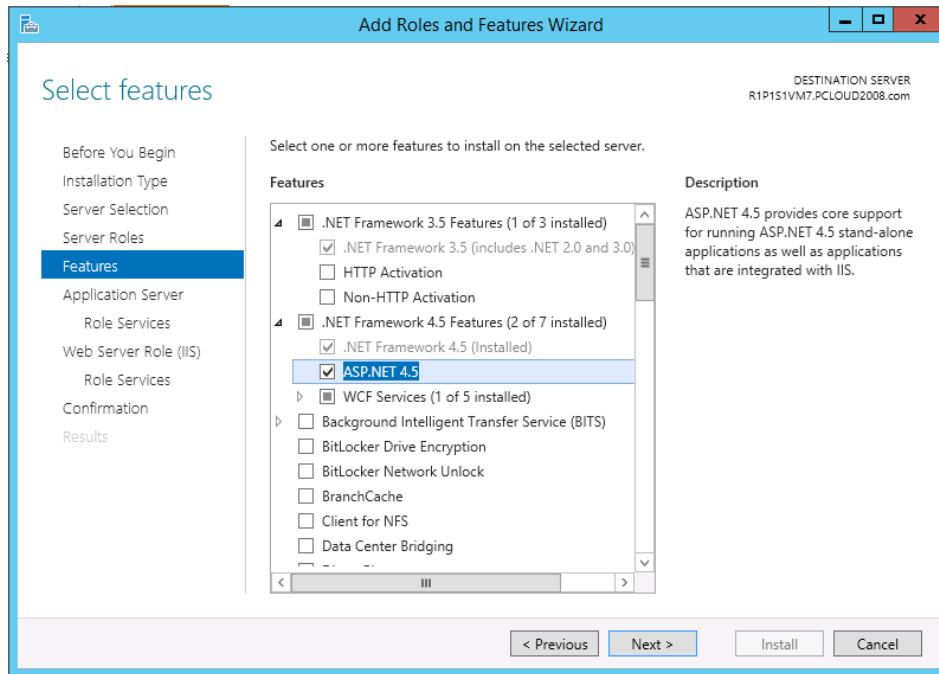 Add Roles and Features Wizard
Select features
DESTINATION SERVER
R1P1S1VM7.PCLOUD2008.com
Before You Begin
Installation Type
Server Selection
Server Roles
Features
Application Server
Role Services
Web Server Role (IIS)
Role Services
Confirmation
Results
Select one or more features to install on the selected server.
Features
.NET Framework 3.5 Features (1 of 3 installed)
.NET Framework 3.5 (includes .NET 2.0 and 3.0)
HTTP Activation
Non-HTTP Activation
.NET Framework 4.5 Features (2 of 7 installed)
.NET Framework 4.5 (Installed)
ASP.NET 4.5
WCF Services (1 of 5 installed)
Background Intelligent Transfer Service (BITS)
BitLocker Drive Encryption
BitLocker Network Unlock
BranchCache
Client for NFS
Data Center Bridging
Description
ASP.NET 4.5 provides core support
for running ASP.NET 4.5 stand-alone
applications as well as applications
that are integrated with IIS.
< Previous
Next >
Install
Cancel